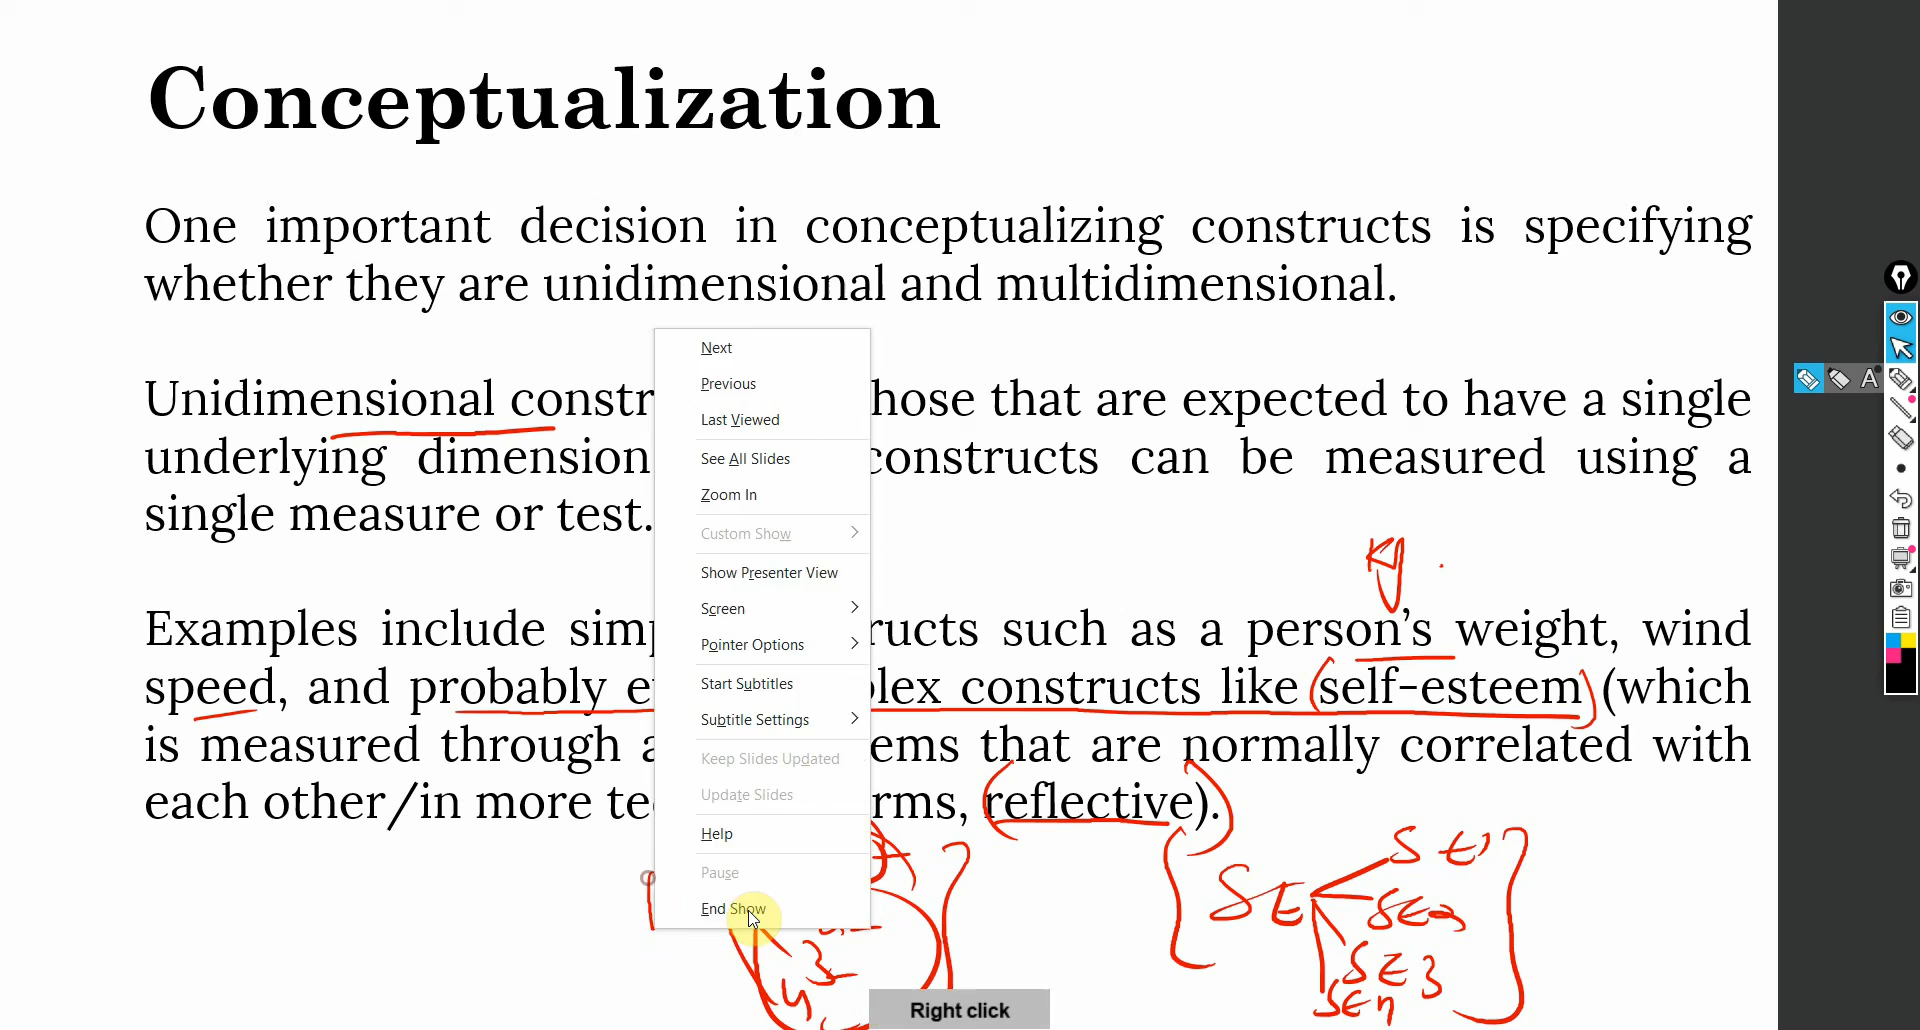 Conceptualization
One important decision in conceptualizing constructs is specifying
whether they are unidimensional and multidimensional.
Unidimensional constr hose that are expected to have a single
underlying dimension constructs can be measured using a
single measure or test.
Examples include simp ructs such as a person's weight, wind
speed, and probably e lex constructs like self-esteem (which
is measured through a ems that are normally correlated with
each other/in more te rms, reflective).
Next
Previous
Last Viewed
See All Slides
Zoom In
Custom Show
Show Presenter View
Screen
Pointer Options
Start Subtitles
Subtitle Settings
Keep Slides Updated
Update Slides
Help
Pause
End Show
SE1
SE SE2
SE3
SE4
3
4
A
Right click